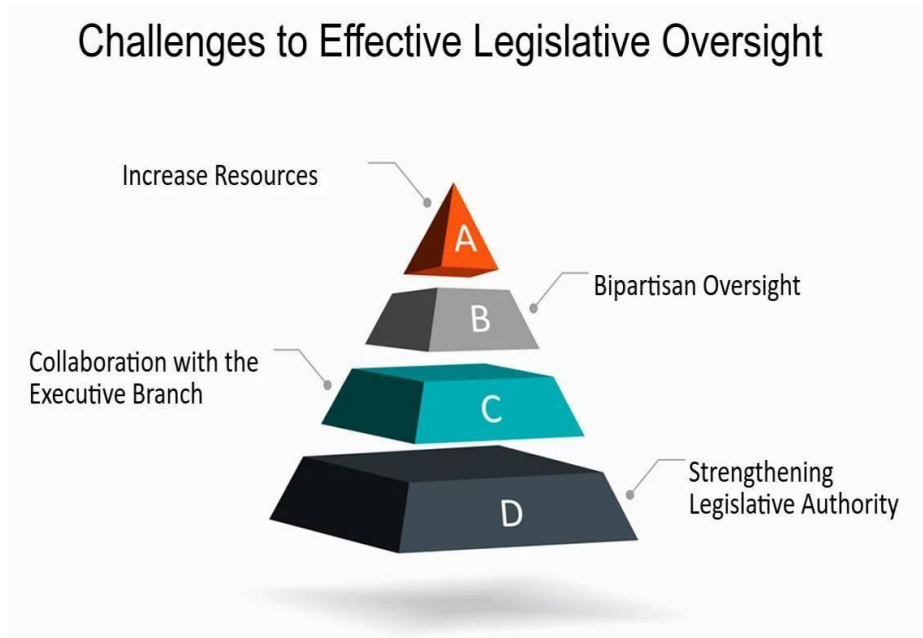 Challenges to Effective Legislative Oversight
Increase Resources
A
Bipartisan Oversight
B
Collaboration with the
Executive Branch
C
Strengthening
Legislative Authority
D